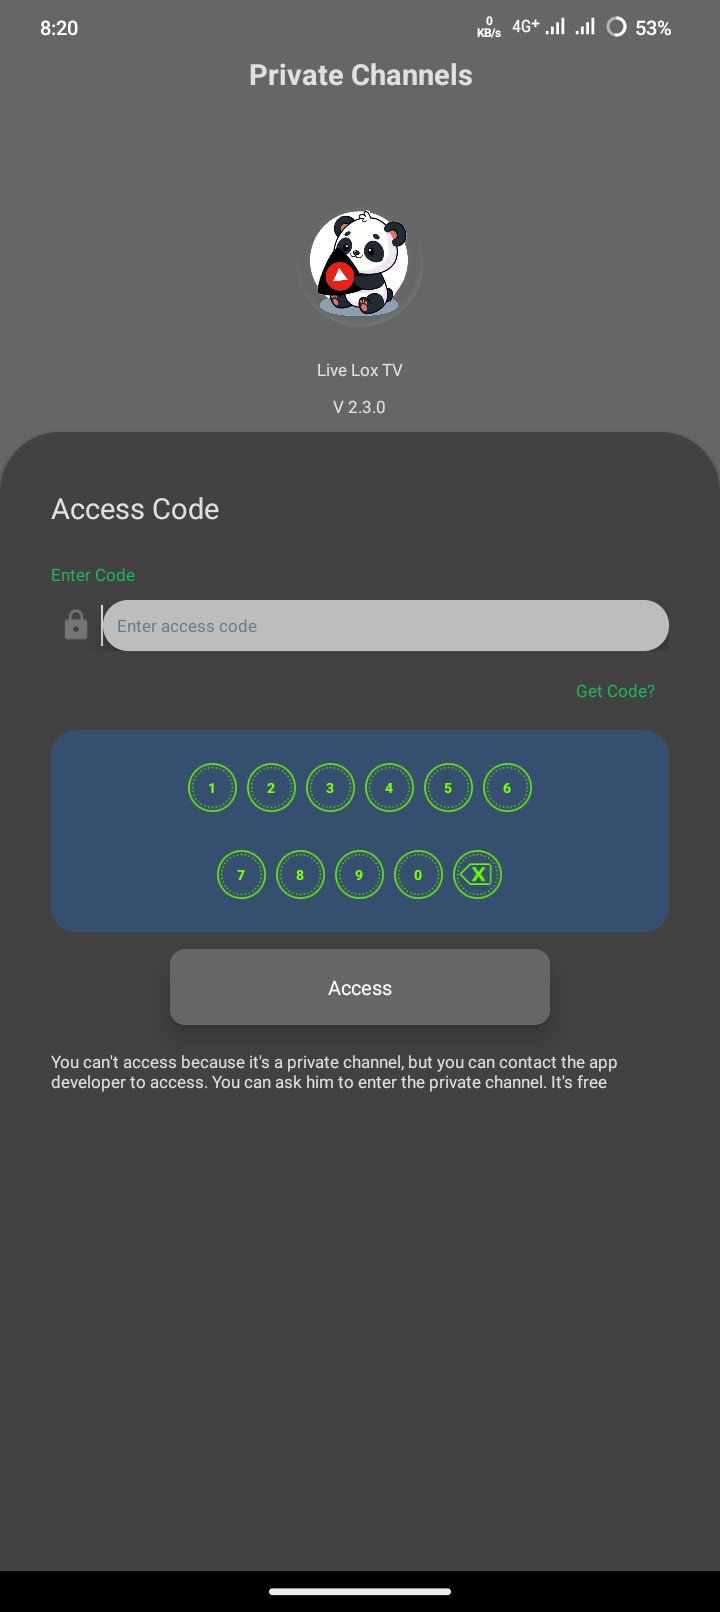 8:20
0
KB/s
4G+
53%
Private Channels
Live Lox TV
V 2.3.0
Access Code
Enter Code
Enter access code
Get Code?
1 2 3 4 5 6
7 8 9 0 X
Access
You can't access because it's a private channel, but you can contact the app
developer to access. You can ask him to enter the private channel. It's free